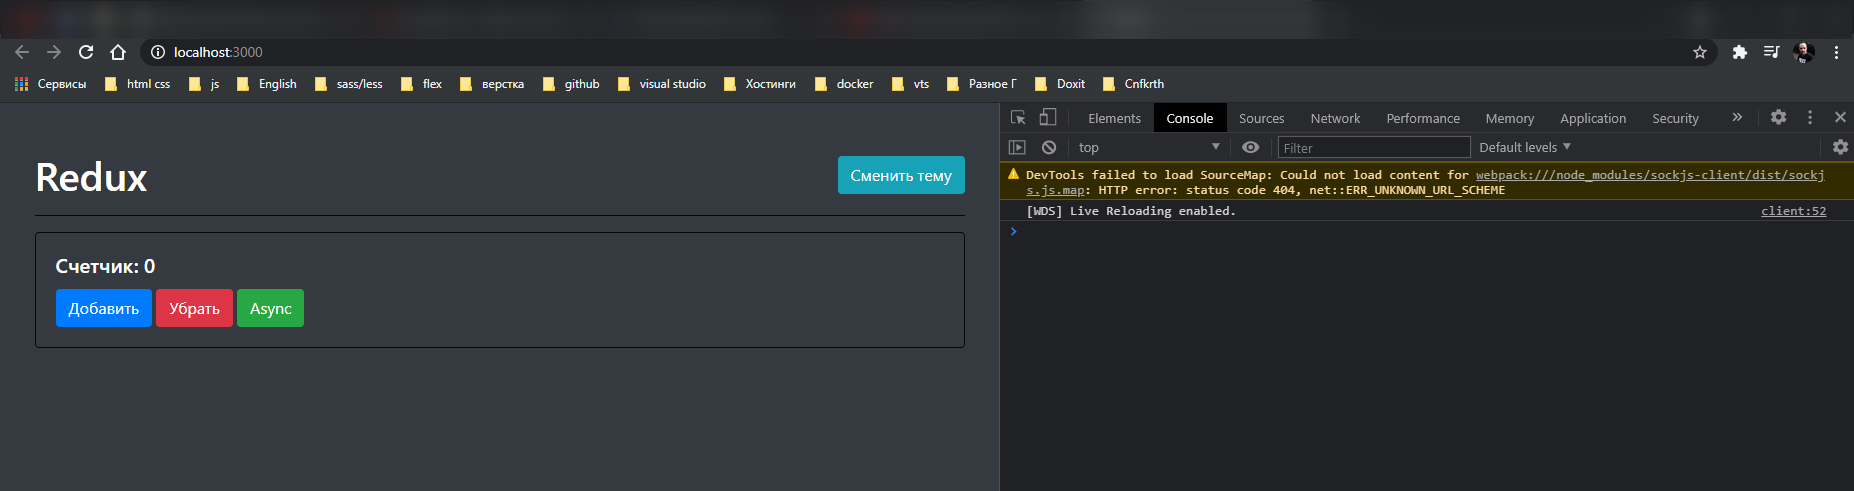 localhost:3000
Сервисы html css js English sass/less flex верстка github visual studio Хостинги docker vts Разное Г Doxit Cnfkrth
Redux
Сменить тему
Счетчик: 0
Добавить Убрать Async
Elements Console Sources Network Performance Memory Application Security »
top Filter Default levels
DevTools failed to load SourceMap: Could not load content for webpack:///node_modules/sockjs-client/dist/sockj
s.js.map: HTTP error: status code 404, net::ERR_UNKNOWN_URL_SCHEME
[WDS] Live Reloading enabled. client:52